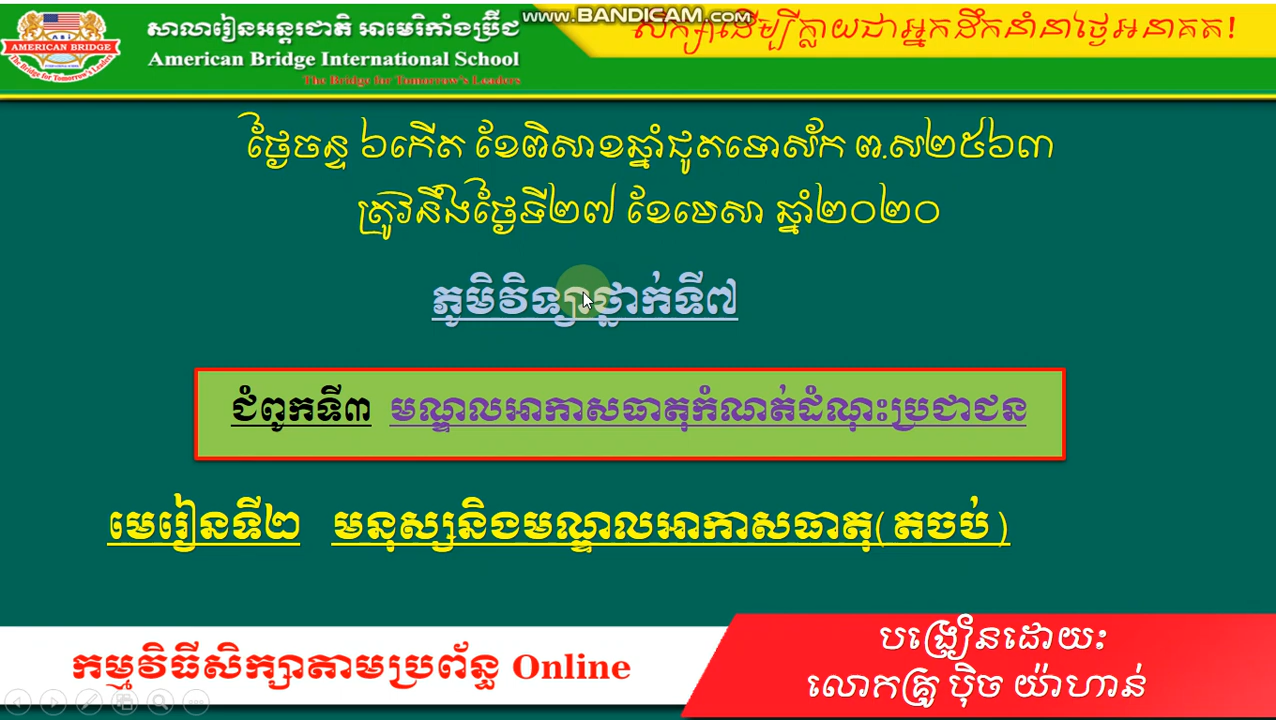 www.BANDICAM.com
សាលារៀនអន្តរជាតិ អាមេរិកាំងប្រ៊ីជ
American Bridge International School
The Bridge for Tomorrow's Leaders
សិក្សាដើម្បីក្លាយជាអ្នកដឹកនាំនាថ្ងៃអនាគត!
AMERICAN BRIDGE
The Bridge for Tomorrow's Leaders
ថ្ងៃចន្ទ ៦កើត ខែពិសាខឆ្នាំជូតទោស័ក ព.ស២៥៦៣
ត្រូវនឹងថ្ងៃទី២៧ ខែមេសា ឆ្នាំ២០២០
ភូមិវិទ្យាថ្នាក់ទី៧
ជំពូកទី៣ មណ្ឌលអាកាសធាតុកំណត់ដំណុះប្រជាជន
មេរៀនទី២ មនុស្សនិងមណ្ឌលអាកាសធាតុ(តចប់)
កម្មវិធីសិក្សាតាមប្រព័ន្ធ Online
បង្រៀនដោយ៖
លោកគ្រូ ប៉ិច យ៉ាហាន់